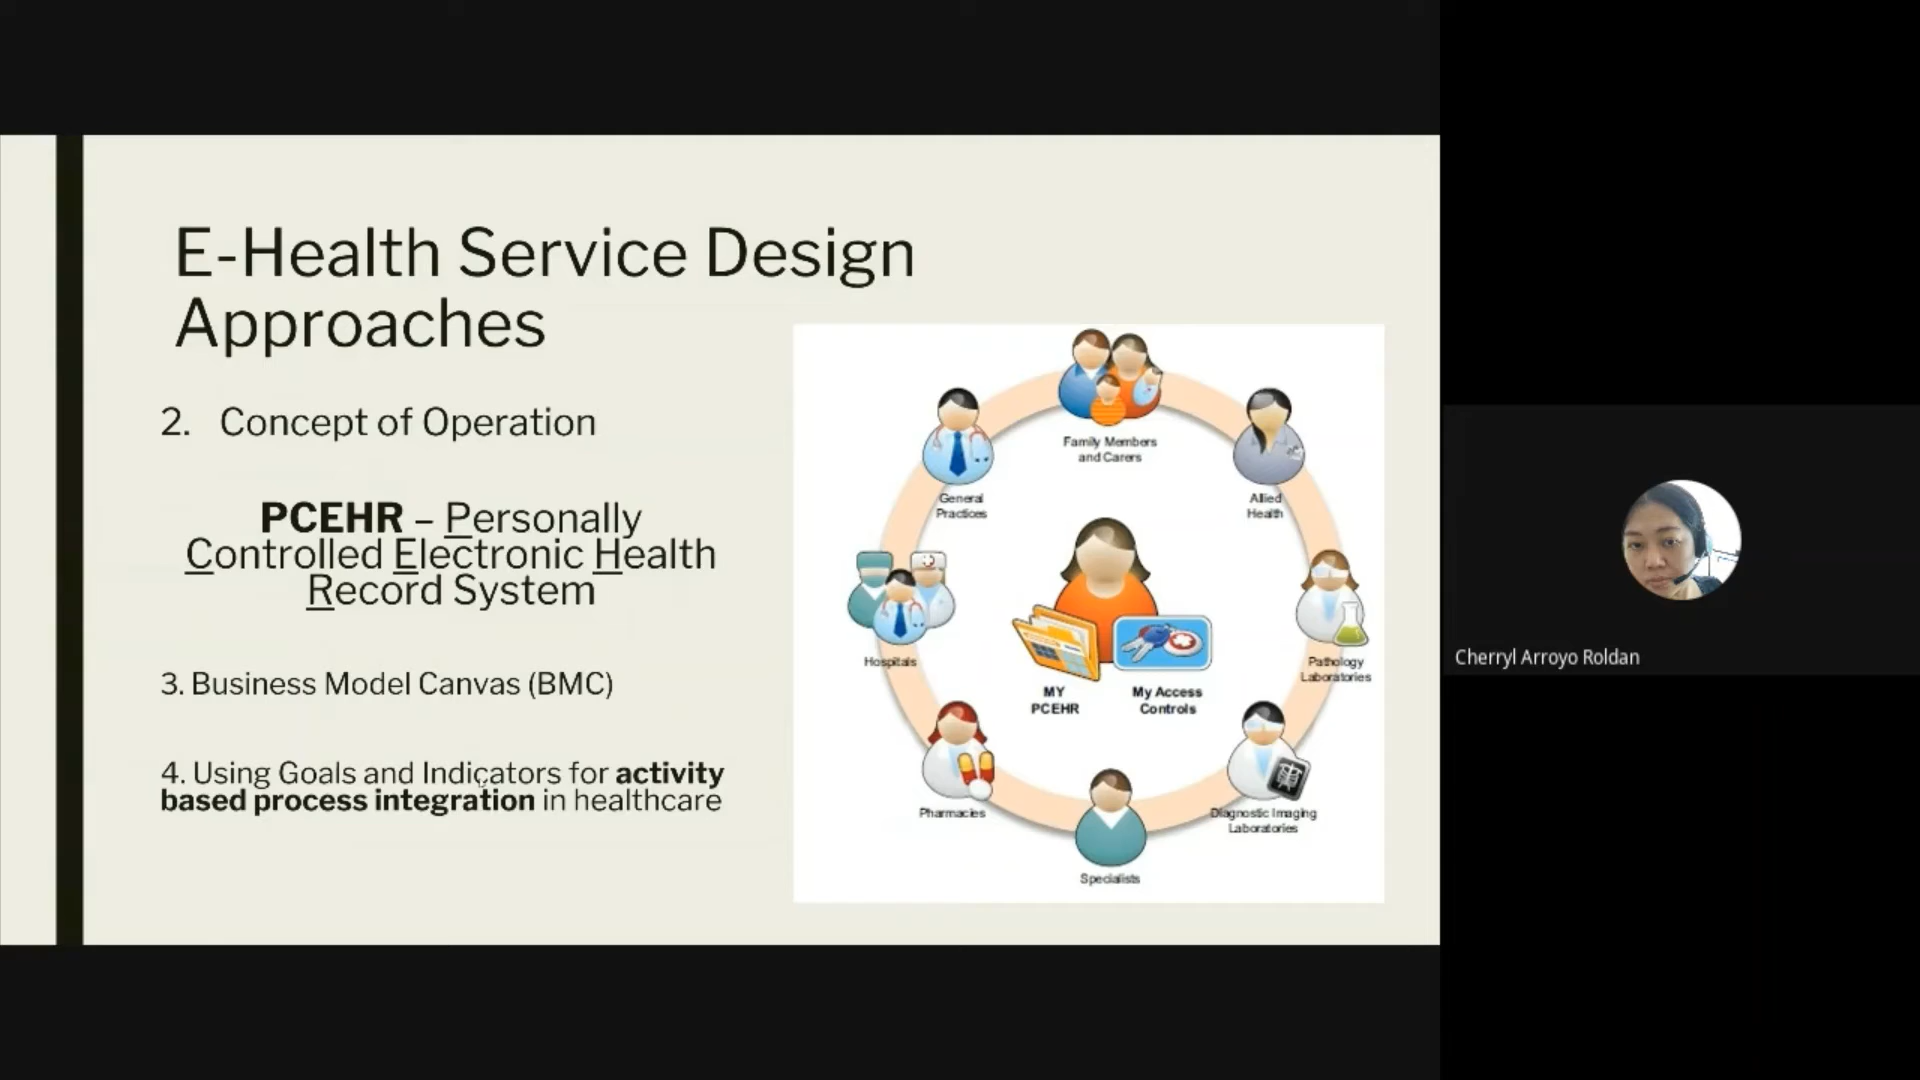 E-Health Service Design
Approaches
2. Concept of Operation
PCEHR – Personally
Controlled Electronic Health
Record System
3. Business Model Canvas (BMC)
4. Using Goals and Indicators for activity
based process integration in healthcare
Family Members
and Carers
General
Practices
Allied
Health
Hospitals
Pathology
Laboratories
MY
PCEHR
My Access
Controls
Pharmacies
Diagnostic Imaging
Laboratories
Specialists
Cherryl Arroyo Roldan